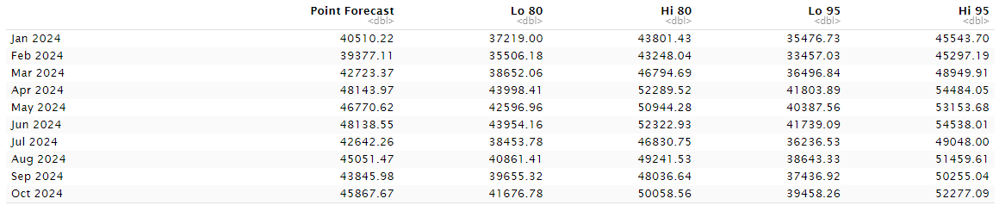 Point Forecast Lo 80 Hi 80 Lo 95 Hi 95
<dbl> <dbl> <dbl> <dbl> <dbl>
Jan 2024 40510.22 37219.00 43801.43 35476.73 45543.70
Feb 2024 39377.11 35506.18 43248.04 33457.03 45297.19
Mar 2024 42723.37 38652.06 46794.69 36496.84 48949.91
Apr 2024 48143.97 43998.41 52289.52 41803.89 54484.05
May 2024 46770.62 42596.96 50944.28 40387.56 53153.68
Jun 2024 48138.55 43954.16 52322.93 41739.09 54538.01
Jul 2024 42642.26 38453.78 46830.75 36236.53 49048.00
Aug 2024 45051.47 40861.41 49241.53 38643.33 51459.61
Sep 2024 43845.98 39655.32 48036.64 37436.92 50255.04
Oct 2024 45867.67 41676.78 50058.56 39458.26 52277.09